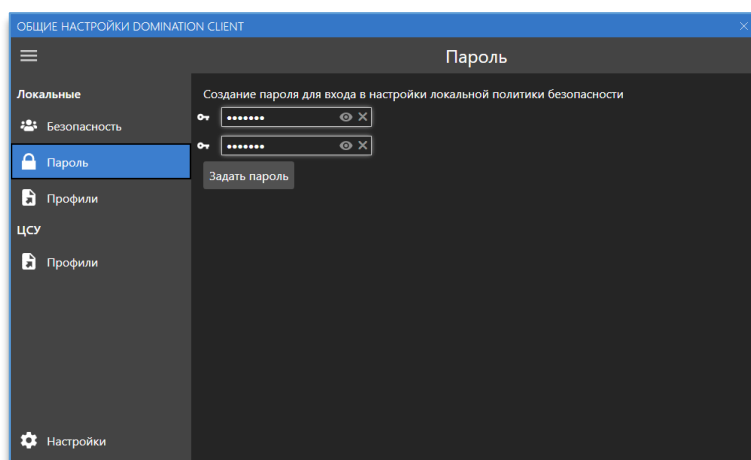 ОБЩИЕ НАСТРОЙКИ DOMINATION CLIENT
Пароль
Локальные
Безопасность
Пароль
Профили
ЦСУ
Профили
Настройки
Создание пароля для входа в настройки локальной политики безопасности
•••••••
•••••••
Задать пароль